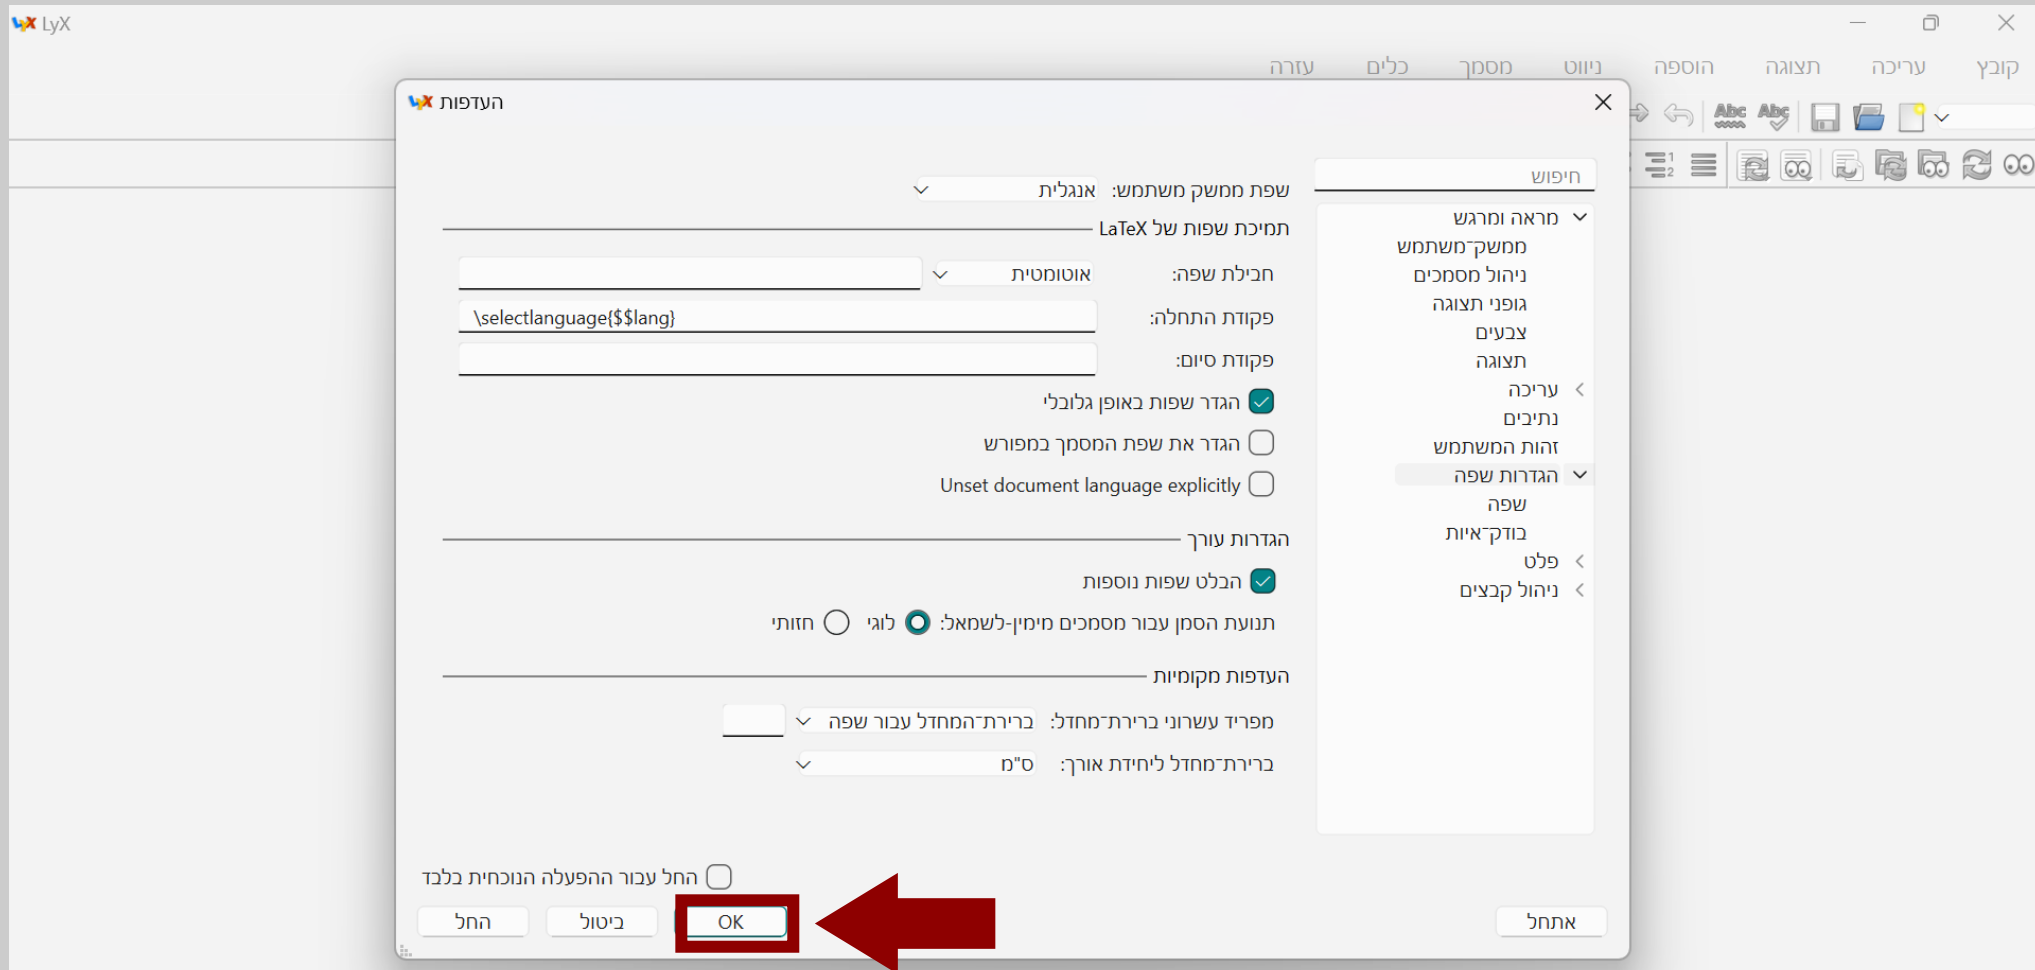 LyX
קובץ עריכה תצוגה הוספה ניווט מסמך כלים עזרה
העדפות
Abc Abc
חיפוש
מראה ומרגש
ממשק־משתמש
ניהול מסמכים
גופני תצוגה
צבעים
תצוגה
עריכה
נתיבים
זהות המשתמש
הגדרות שפה
שפה
בודק־איות
פלט
ניהול קבצים
שפת ממשק משתמש: אנגלית
תמיכת שפות של LaTeX
חבילת שפה: אוטומטית
פקודת התחלה: \selectlanguage{$$lang}
פקודת סיום:
הגדר שפות באופן גלובלי
הגדר את שפת המסמך במפורש
Unset document language explicitly
הגדרות עורך
הבלט שפות נוספות
תנועת הסמן עבור מסמכים מימין-לשמאל: לוגי חזותי
העדפות מקומיות
מפריד עשרוני ברירת־מחדל: ברירת־המחדל עבור שפה
ברירת־מחדל ליחידת אורך: ס"מ
החל עבור ההפעלה הנוכחית בלבד
אתחל OK ביטול החל